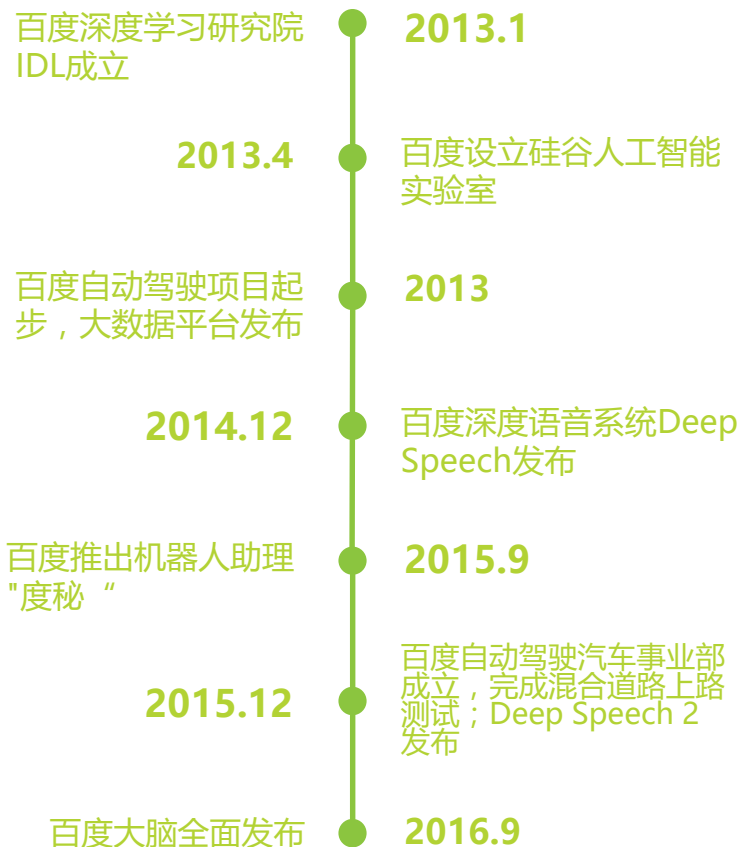 百度深度学习研究院
IDL成立
2013.1
2013.4
百度设立硅谷人工智能
实验室
百度自动驾驶项目起
步，大数据平台发布
2013
2014.12
百度深度语音系统Deep
Speech发布
百度推出机器人助理
"度秘“
2015.9
2015.12
百度自动驾驶汽车事业部
成立，完成混合道路上路
测试；Deep Speech 2
发布
百度大脑全面发布
2016.9